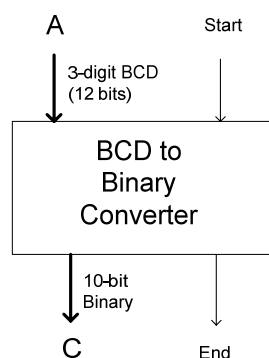 A
Start
3-digit BCD
(12 bits)
BCD to
Binary
Converter
10-bit
Binary
C
End